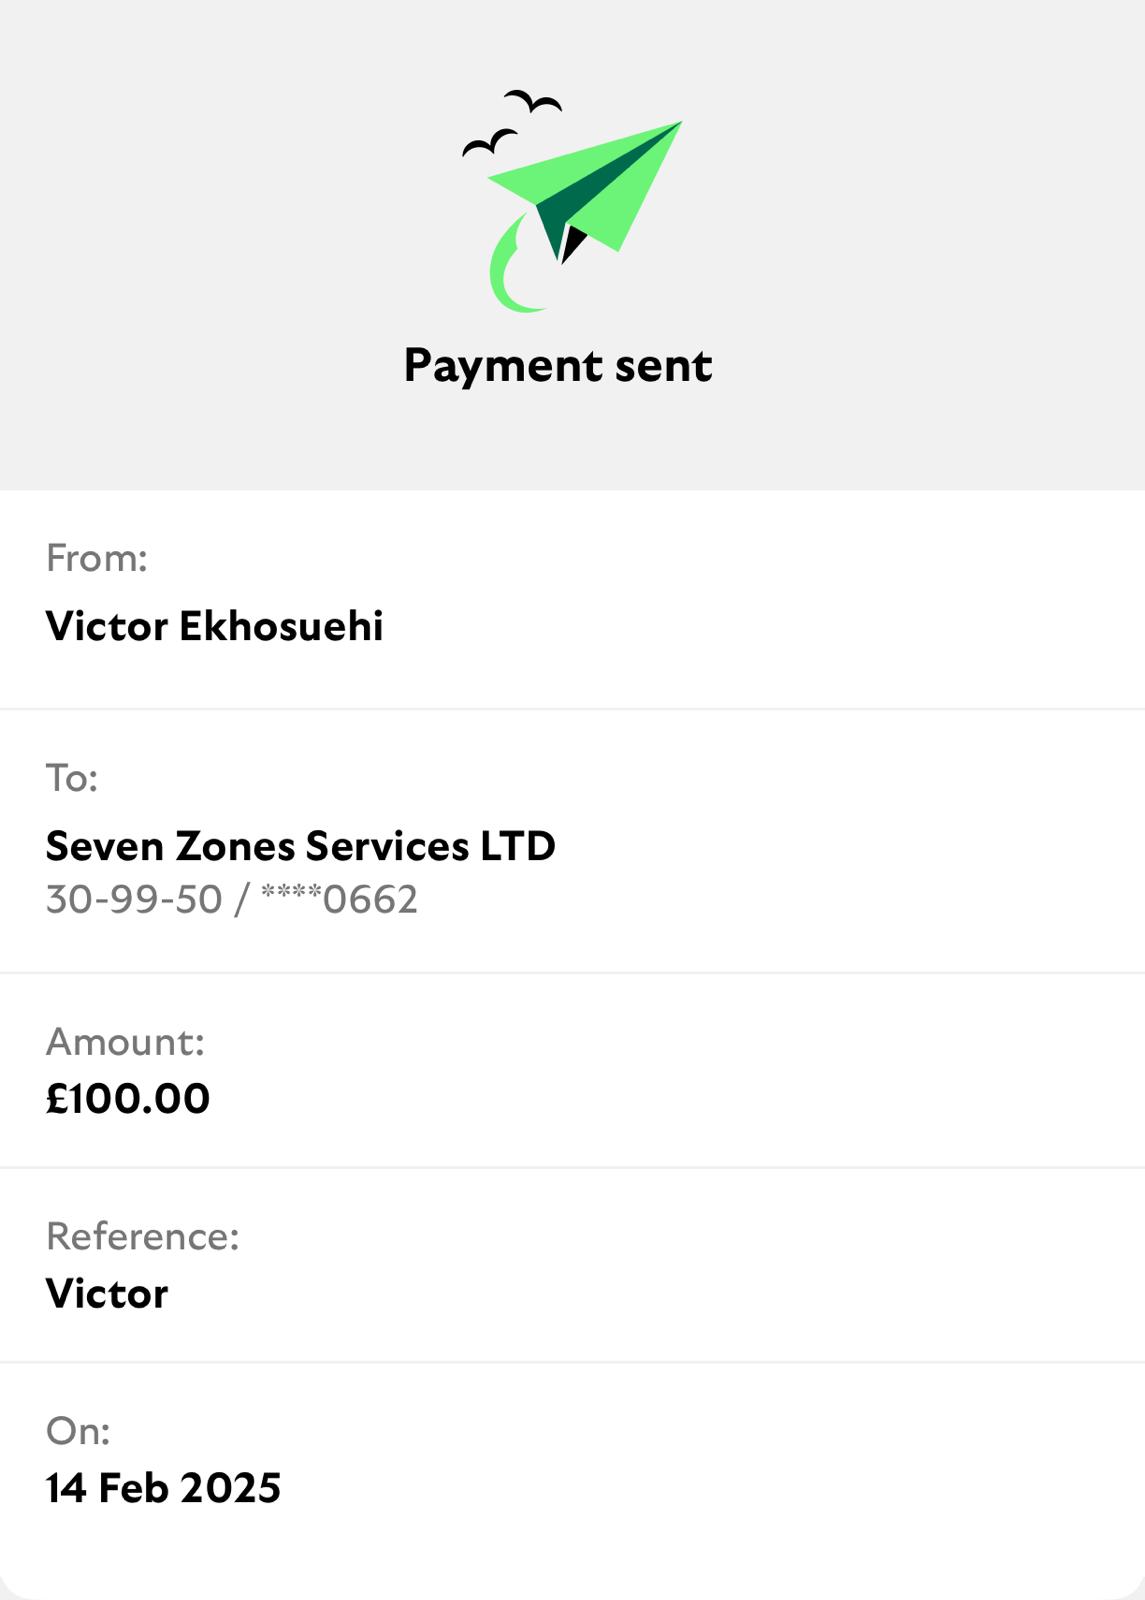 Payment sent
From:
Victor Ekhosuehi
To:
Seven Zones Services LTD
30-99-50 / ****0662
Amount:
£100.00
Reference:
Victor
On:
14 Feb 2025